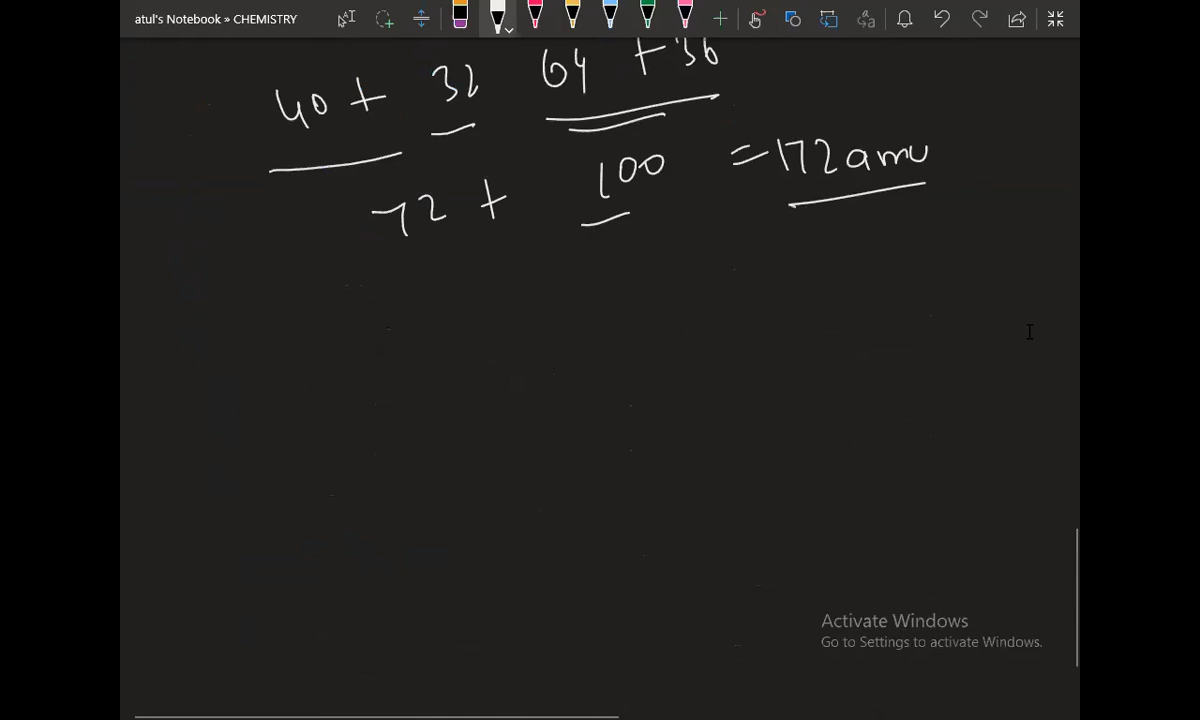 atul's Notebook » CHEMISTRY
40 + 32 64 + 36
72 + 100 = 172 amu
Activate Windows
Go to Settings to activate Windows.